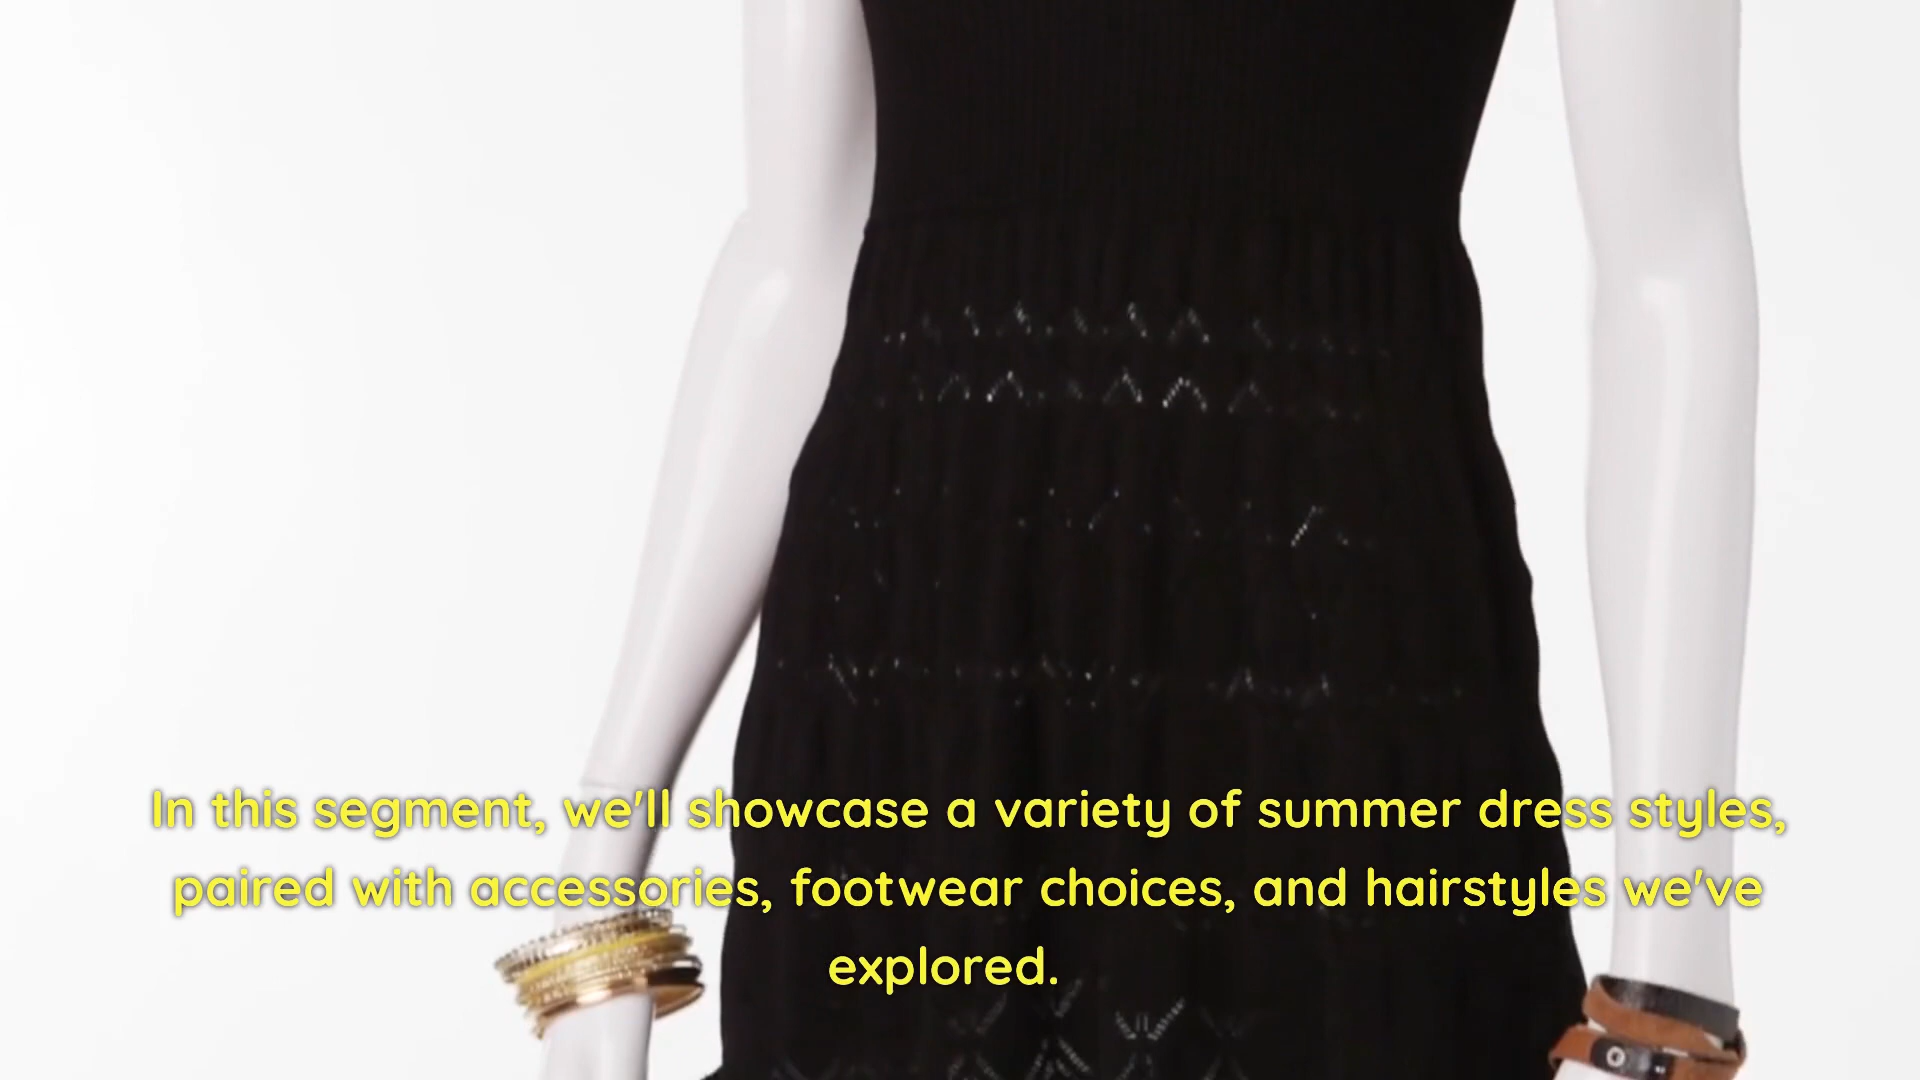 In this segment, we'll showcase a variety of summer dress styles,
paired with accessories, footwear choices, and hairstyles we've
explored.